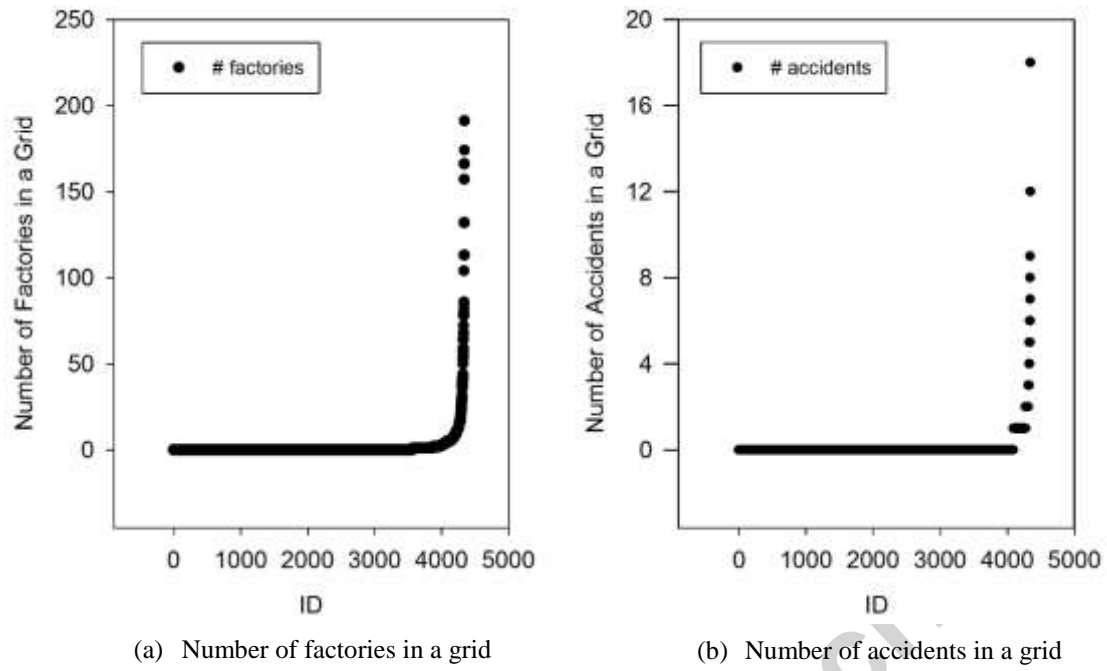 250
200
150
100
50
0
Number of Factories in a Grid
# factories
0 1000 2000 3000 4000 5000
ID
(a) Number of factories in a grid
20
16
12
8
4
0
Number of Accidents in a Grid
# accidents
0 1000 2000 3000 4000 5000
ID
(b) Number of accidents in a grid